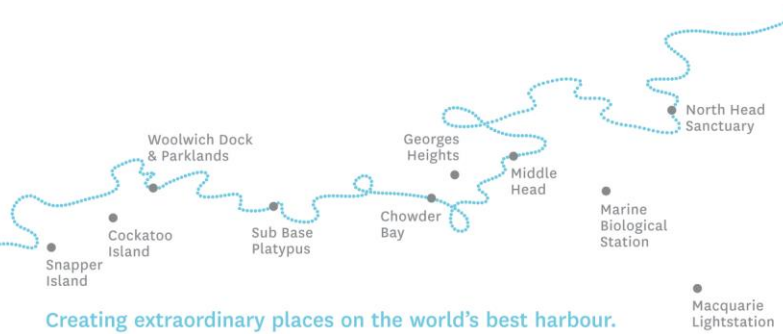 North Head
Sanctuary
Woolwich Dock
& Parklands
Georges
Heights
Middle
Head
Marine
Biological
Station
Chowder
Bay
Sub Base
Platypus
Cockatoo
Island
Snapper
Island
Macquarie
Lightstation
Creating extraordinary places on the world’s best harbour.